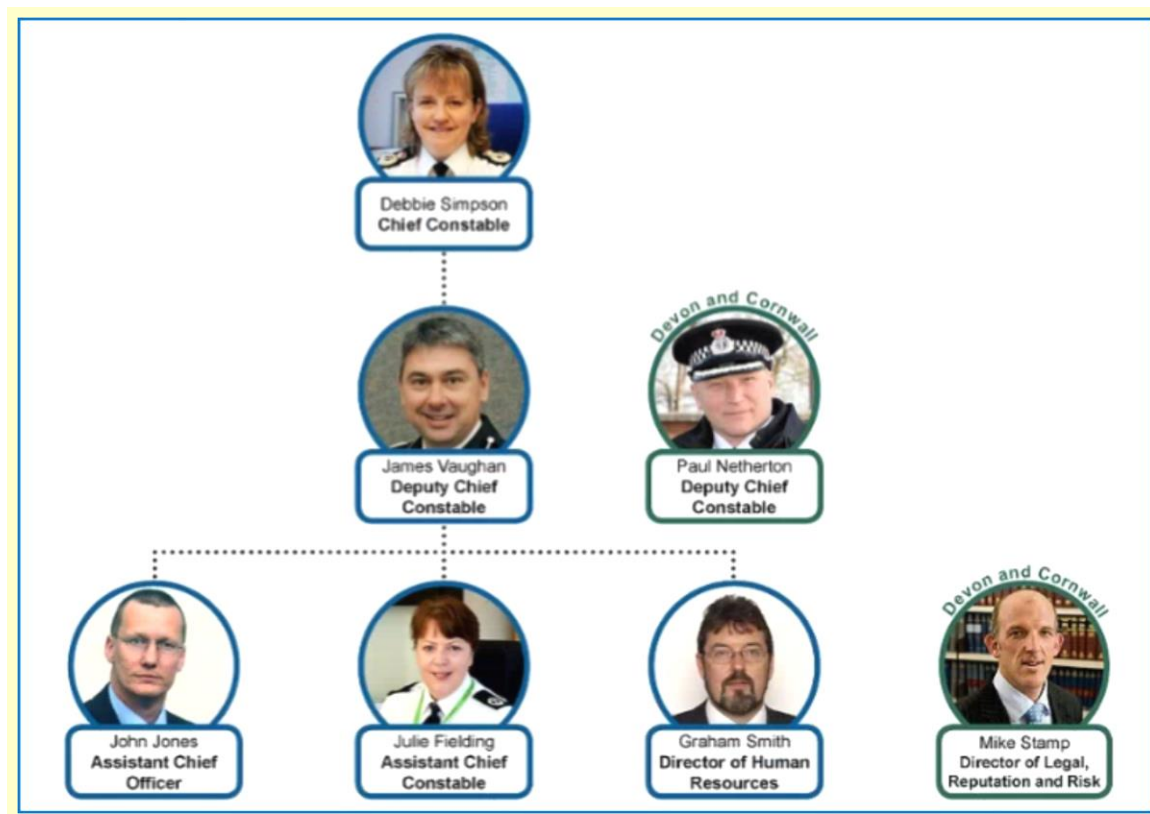 Debbie Simpson
Chief Constable
Devon and Cornwall
James Vaughan
Deputy Chief
Constable
Paul Netherton
Deputy Chief
Constable
Devon and Cornwall
John Jones
Assistant Chief
Officer
Julie Fielding
Assistant Chief
Constable
Graham Smith
Director of Human
Resources
Mike Stamp
Director of Legal,
Reputation and Risk